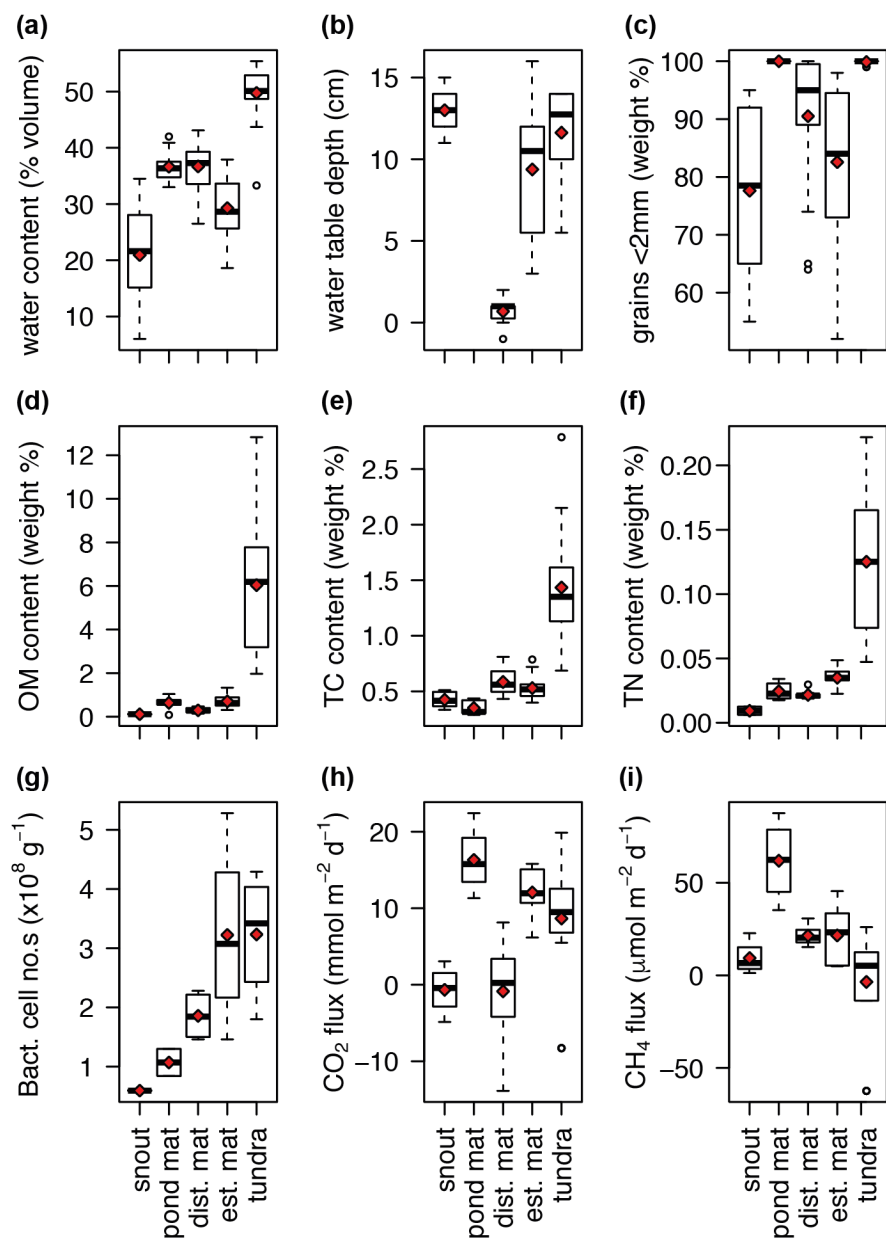 (a)
water content (% volume)
50
40
30
20
10
(b)
water table depth (cm)
15
10
5
0
(c)
grains <2mm (weight %)
100
90
80
70
60
(d)
OM content (weight %)
12
10
8
6
4
2
0
(e)
TC content (weight %)
2.5
2.0
1.5
1.0
0.5
(f)
TN content (weight %)
0.20
0.15
0.10
0.05
0.00
(g)
Bact. cell no.s (x10⁸ g⁻¹)
5
4
3
2
1
snout
pond mat
dist. mat
est. mat
tundra
(h)
CO₂ flux (mmol m⁻² d⁻¹)
20
10
0
−10
snout
pond mat
dist. mat
est. mat
tundra
(i)
CH₄ flux (µmol m⁻² d⁻¹)
50
0
−50
snout
pond mat
dist. mat
est. mat
tundra